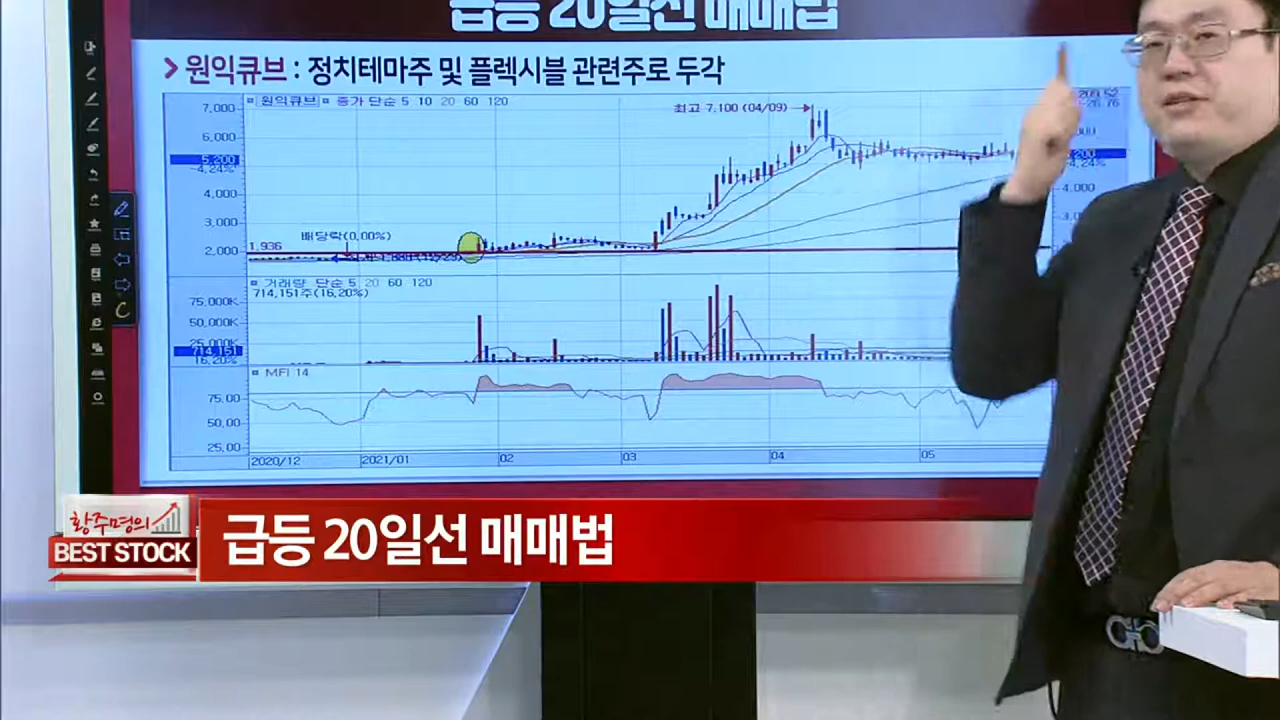 급등 20일선 매매법
원익큐브 : 정치테마주 및 플렉시블 관련주로 두각
원익큐브 종가 단순 5 10 20 60 120
최고 7,100 (04/09)
7,000
6,000
5,200
-4,24%
4,000
3,000
2,000
1,936
배당락(0,00%)
4,000
거래량 단순 5 20 60 120
714,151주(16,20%)
75,000K
50,000K
25,000K
714,151
16,20%
MFI 14
75,00
50,00
25,00
2020/12 2021/01 02 03 04 05
황주명의
BEST STOCK
급등 20일선 매매법